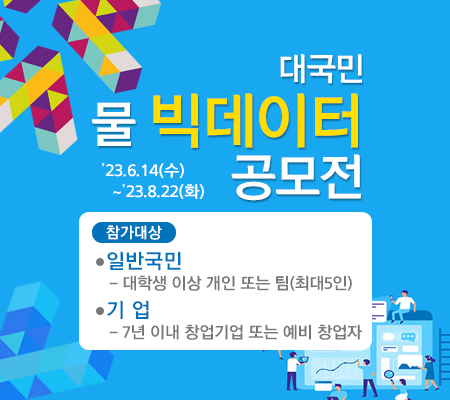 대국민
물 빅데이터
공모전
’23.6.14(수)
~’23.8.22(화)
참가대상
●일반국민
– 대학생 이상 개인 또는 팀(최대5인)
●기 업
– 7년 이내 창업기업 또는 예비 창업자